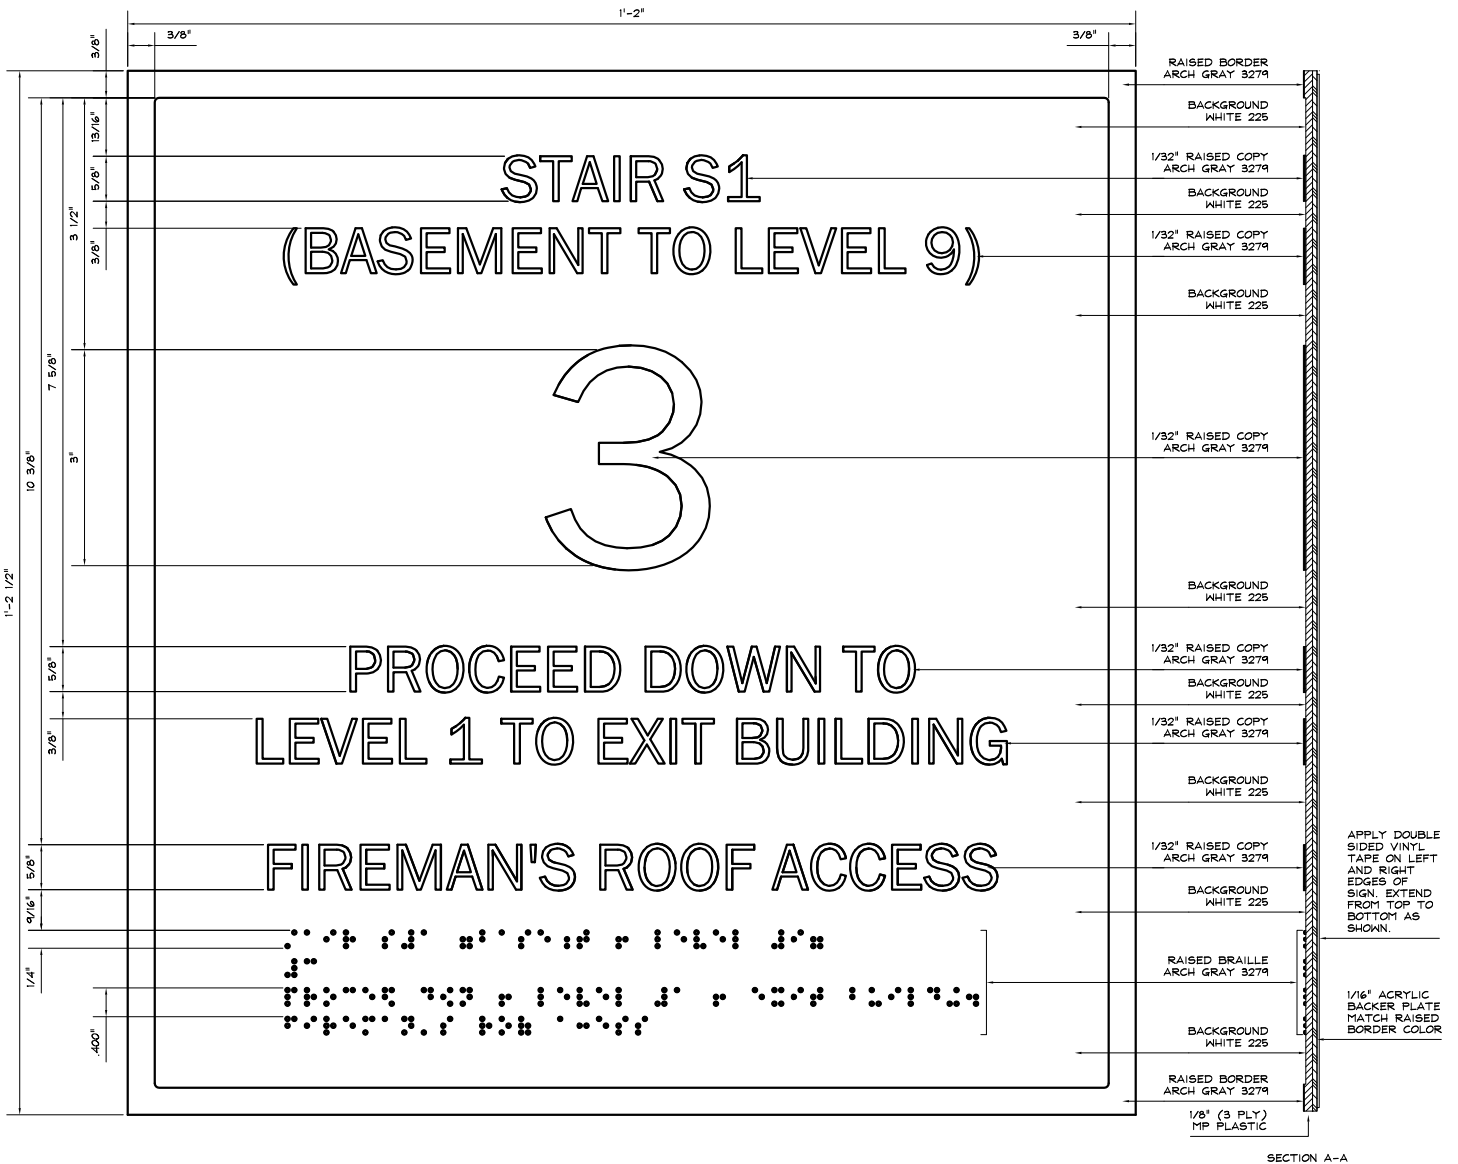 1'-2"
3/8"
3/8"
3/8"
13/16"
5/8"
3/8"
3 1/2"
3"
7 5/8"
10 3/8"
1'-2 1/2"
5/8"
3/8"
5/8"
9/16"
1/4"
.400"
STAIR S1
(BASEMENT TO LEVEL 9)
3
PROCEED DOWN TO
LEVEL 1 TO EXIT BUILDING
FIREMAN'S ROOF ACCESS
RAISED BORDER
ARCH GRAY 3279
BACKGROUND
WHITE 225
1/32" RAISED COPY
ARCH GRAY 3279
BACKGROUND
WHITE 225
1/32" RAISED COPY
ARCH GRAY 3279
BACKGROUND
WHITE 225
1/32" RAISED COPY
ARCH GRAY 3279
BACKGROUND
WHITE 225
1/32" RAISED COPY
ARCH GRAY 3279
BACKGROUND
WHITE 225
1/32" RAISED COPY
ARCH GRAY 3279
BACKGROUND
WHITE 225
1/32" RAISED COPY
ARCH GRAY 3279
BACKGROUND
WHITE 225
RAISED BRAILLE
ARCH GRAY 3279
BACKGROUND
WHITE 225
RAISED BORDER
ARCH GRAY 3279
1/8" (3 PLY)
MP PLASTIC
APPLY DOUBLE
SIDED VINYL
TAPE ON LEFT
AND RIGHT
EDGES OF
SIGN. EXTEND
FROM TOP TO
BOTTOM AS
SHOWN.
1/16" ACRYLIC
BACKER PLATE
MATCH RAISED
BORDER COLOR
SECTION A-A